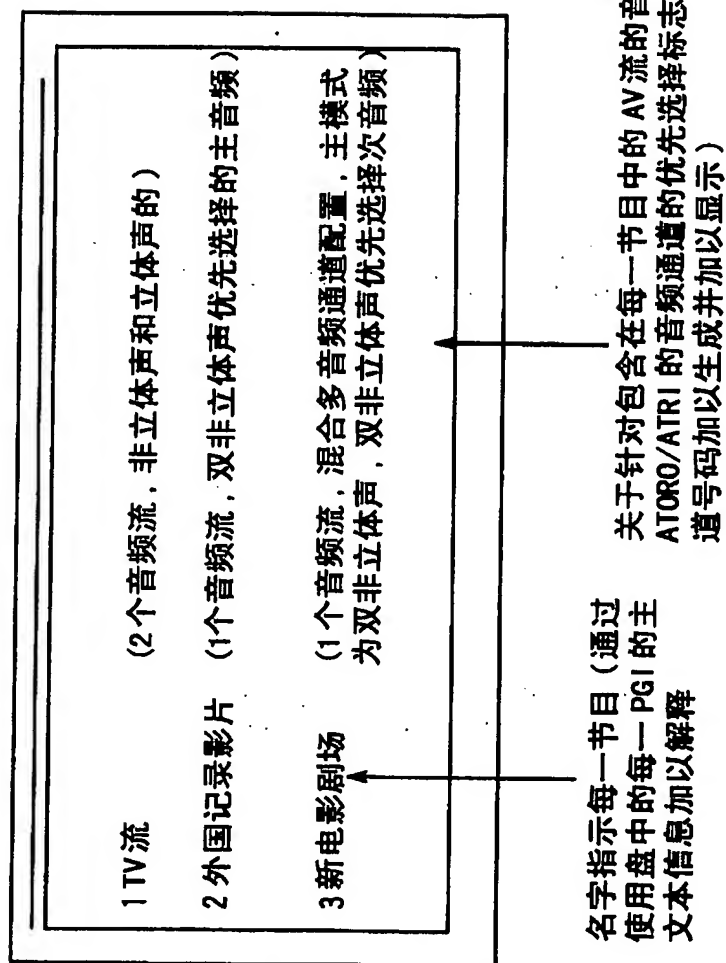 1 TV流 (2个音频流,非立体声和立体声的)
2 外国记录影片 (1个音频流,双非立体声优先选择的主音频)
3 新电影剧场 (1个音频流,混合多音频通道配置,主模式
为双非立体声,双非立体声优先选择次音频)
名字指示每一节目(通过
使用盘中的每一PGI的主
文本信息加以解释
关于针对包含在每一节目中的AV流的音
ATORO/ATRI的音频通道的优先选择标志
道号码加以生成并加以显示)